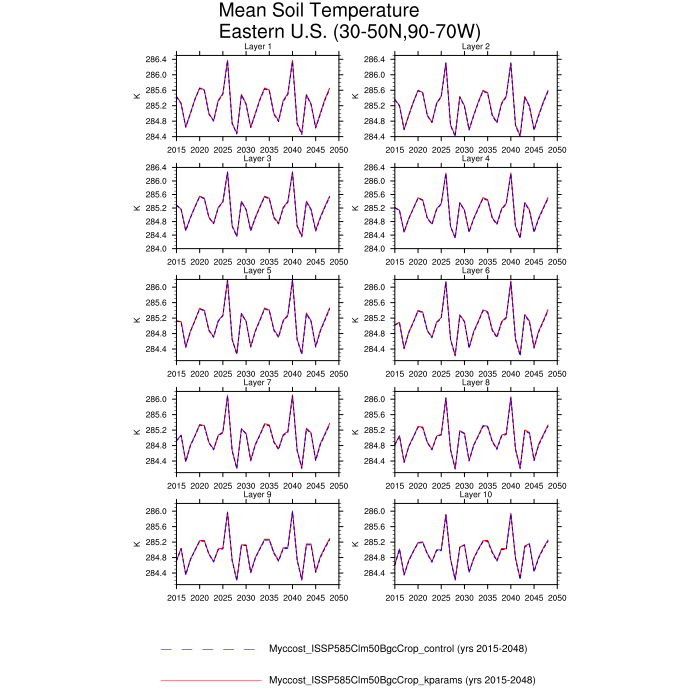 Mean Soil Temperature
Eastern U.S. (30-50N,90-70W)
Layer 1
Layer 2
286.4
286.0
285.6
285.2
284.8
284.4
K
2015 2020 2025 2030 2035 2040 2045 2050
286.4
286.0
285.6
285.2
284.8
284.4
K
2015 2020 2025 2030 2035 2040 2045 2050
Layer 3
Layer 4
286.4
286.0
285.6
285.2
284.8
284.4
284.0
K
2015 2020 2025 2030 2035 2040 2045 2050
286.4
286.0
285.6
285.2
284.8
284.4
284.0
K
2015 2020 2025 2030 2035 2040 2045 2050
Layer 5
Layer 6
286.0
285.6
285.2
284.8
284.4
K
2015 2020 2025 2030 2035 2040 2045 2050
286.0
285.6
285.2
284.8
284.4
K
2015 2020 2025 2030 2035 2040 2045 2050
Layer 7
Layer 8
286.0
285.6
285.2
284.8
284.4
K
2015 2020 2025 2030 2035 2040 2045 2050
286.0
285.6
285.2
284.8
284.4
K
2015 2020 2025 2030 2035 2040 2045 2050
Layer 9
Layer 10
286.0
285.6
285.2
284.8
284.4
K
2015 2020 2025 2030 2035 2040 2045 2050
286.0
285.6
285.2
284.8
284.4
K
2015 2020 2025 2030 2035 2040 2045 2050
Myccost_ISSP585Clm50BgcCrop_control (yrs 2015-2048)
Myccost_ISSP585Clm50BgcCrop_kparams (yrs 2015-2048)